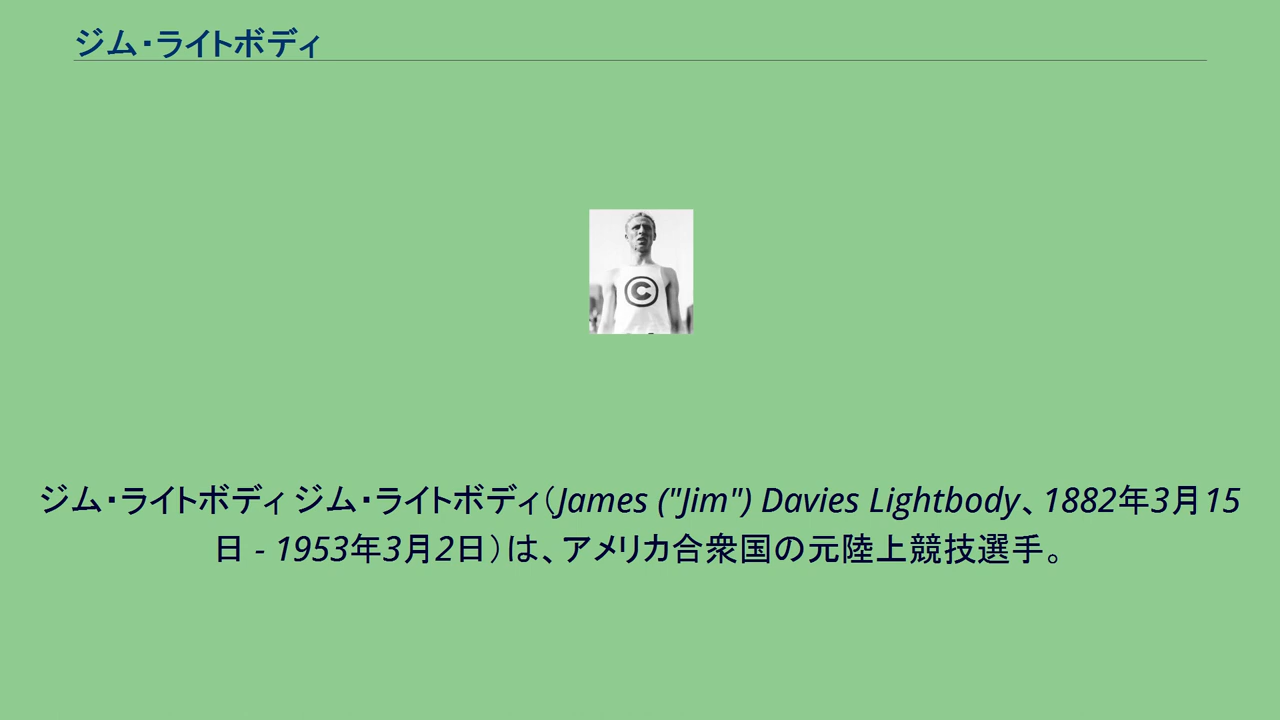 ジム・ライトボディ
C
ジム・ライトボディ ジム・ライトボディ（James ("Jim") Davies Lightbody、1882年3月15
日 - 1953年3月2日）は、アメリカ合衆国の元陸上競技選手。